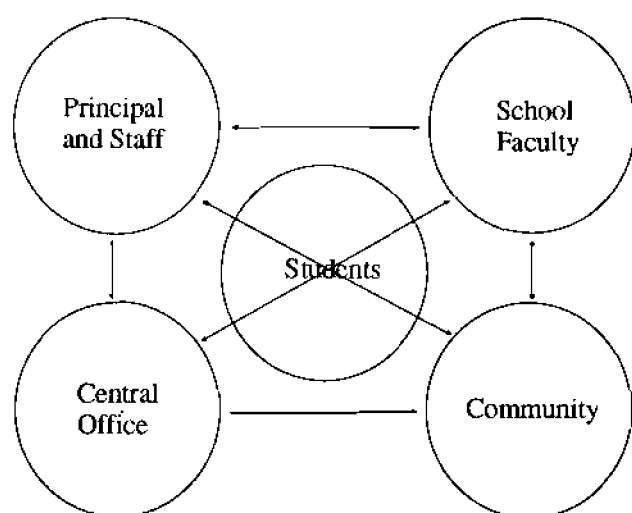 Principal
and Staff
School
Faculty
Students
Central
Office
Community